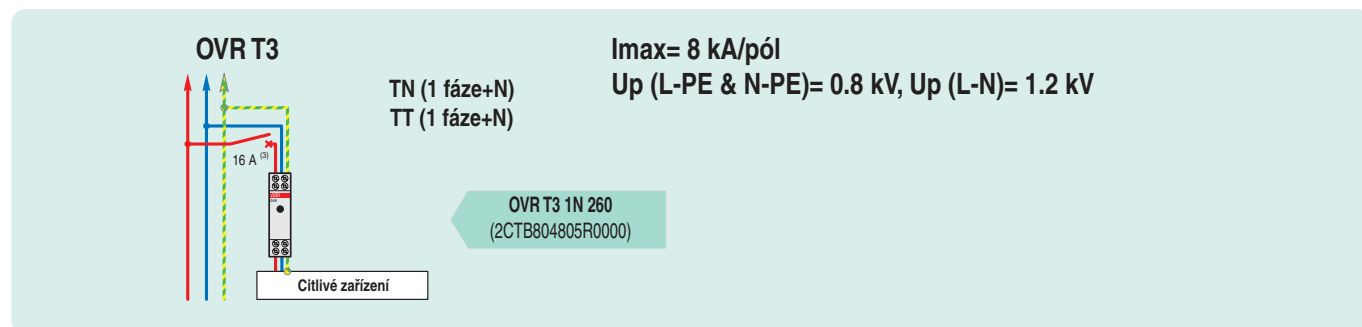 OVR T3
Imax= 8 kA/pól
Up (L-PE & N-PE)= 0.8 kV, Up (L-N)= 1.2 kV
TN (1 fáze+N)
TT (1 fáze+N)
16 A (3)
OVR T3 1N 260
(2CTB804805R0000)
Citlivé zařízení